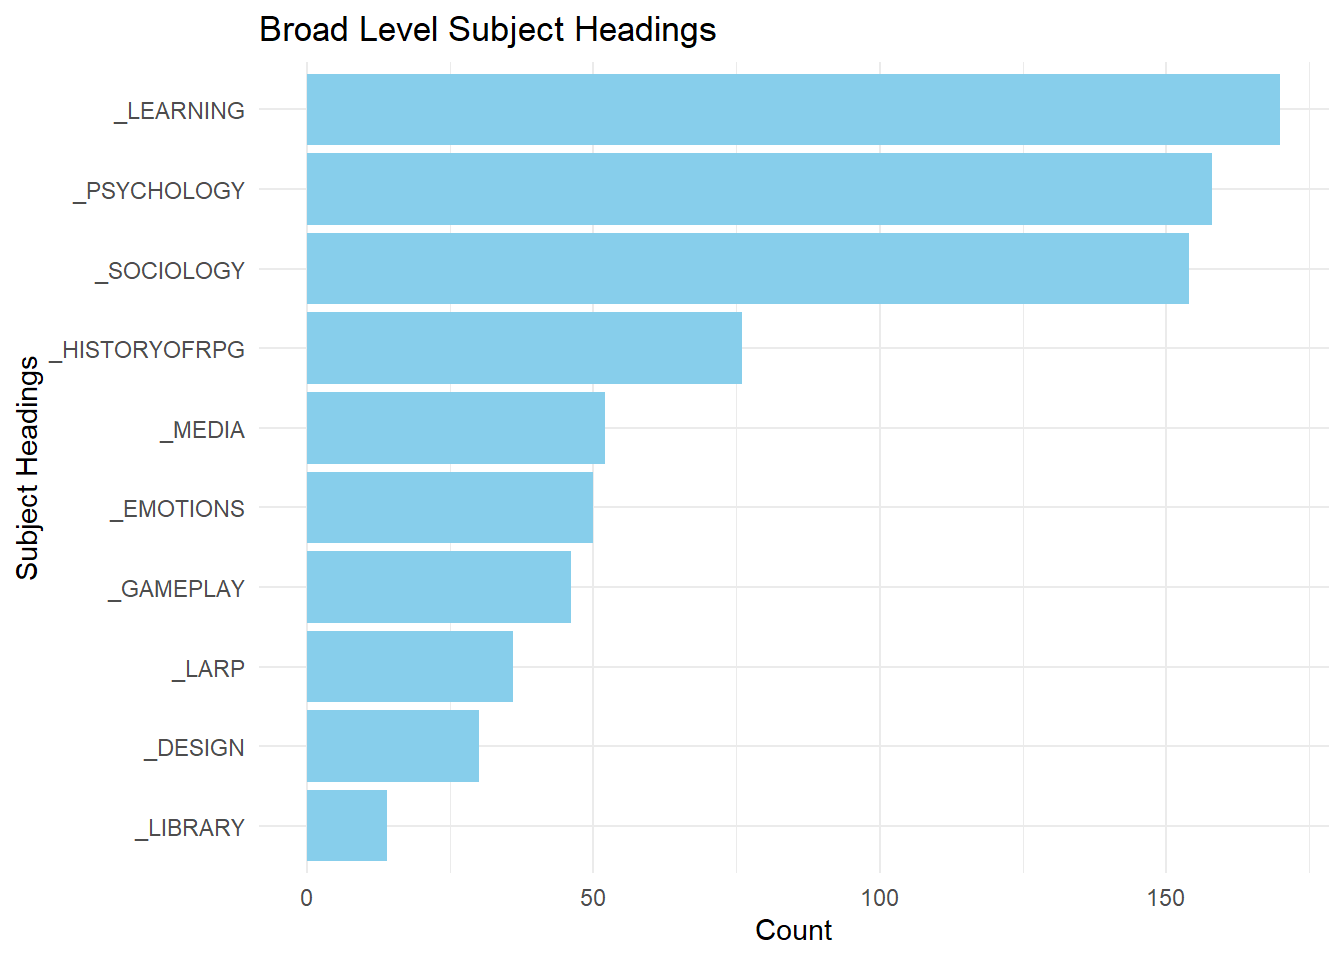 Broad Level Subject Headings
Subject Headings
_LEARNING
_PSYCHOLOGY
_SOCIOLOGY
_HISTORYOFRPG
_MEDIA
_EMOTIONS
_GAMEPLAY
_LARP
_DESIGN
_LIBRARY
0 50 100 150
Count